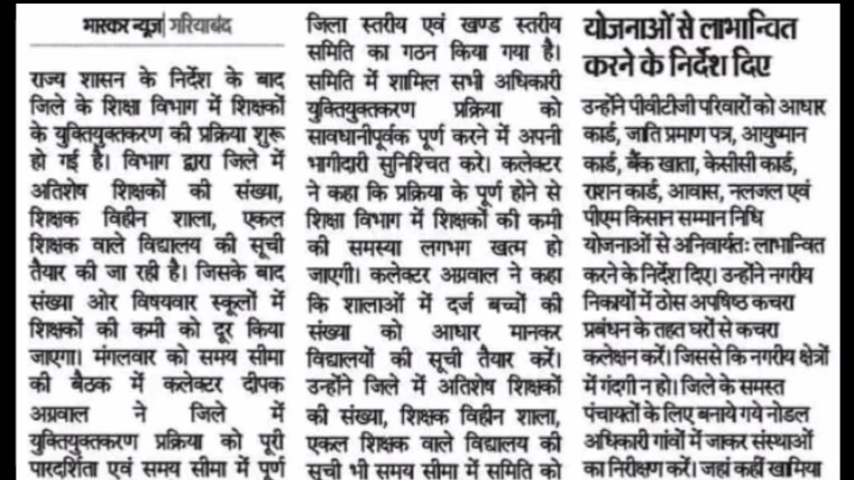 भास्कर न्यूज | गरियाबंद
राज्य शासन के निर्देश के बाद
जिले के शिक्षा विभाग में शिक्षकों
के युक्तियुक्तकरण की प्रक्रिया शुरू
हो गई है। विभाग द्वारा जिले में
अतिशेष शिक्षकों की संख्या,
शिक्षक विहीन शाला, एकल
शिक्षक वाले विद्यालय की सूची
तैयार की जा रही है। जिसके बाद
संख्या ओर विषयवार स्कूलों में
शिक्षकों की कमी को दूर किया
जाएगा। मंगलवार को समय सीमा
की बैठक में कलेक्टर दीपक
अग्रवाल ने जिले में
युक्तियुक्तकरण प्रक्रिया को पूरी
पारदर्शिता एवं समय सीमा में पूर्ण
जिला स्तरीय एवं खण्ड स्तरीय
समिति का गठन किया गया है।
समिति में शामिल सभी अधिकारी
युक्तियुक्तकरण प्रक्रिया को
सावधानीपूर्वक पूर्ण करने में अपनी
भागीदारी सुनिश्चित करे। कलेक्टर
ने कहा कि प्रक्रिया के पूर्ण होने से
शिक्षा विभाग में शिक्षकों की कमी
की समस्या लगभग खत्म हो
जाएगी। कलेक्टर अग्रवाल ने कहा
कि शालाओं में दर्ज बच्चों की
संख्या को आधार मानकर
विद्यालयों की सूची तैयार करें।
उन्होंने जिले में अतिशेष शिक्षकों
की संख्या, शिक्षक विहीन शाला,
एकल शिक्षक वाले विद्यालय की
सूची भी समय सीमा में समिति को
योजनाओं से लाभान्वित
करने के निर्देश दिए
उन्होंने पीवीटीजी परिवारों को आधार
कार्ड, जाति प्रमाण पत्र, आयुष्मान
कार्ड, बैंक खाता, केसीसी कार्ड,
राशन कार्ड, आवास, नलजल एवं
पीएम किसान सम्मान निधि
योजनाओं से अनिवार्यतः लाभान्वित
करने के निर्देश दिए। उन्होंने नगरीय
निकायों में ठोस अपषिष्ठ कचरा
प्रबंधन के तहत घरों से कचरा
कलेक्षन करें। जिससे कि नगरीय क्षेत्रों
में गंदगी न हो। जिले के समस्त
पंचायतों के लिए बनाये गये नोडल
अधिकारी गांवों में जाकर संस्थाओं
का निरीक्षण करें। जहां कहीं खामिया